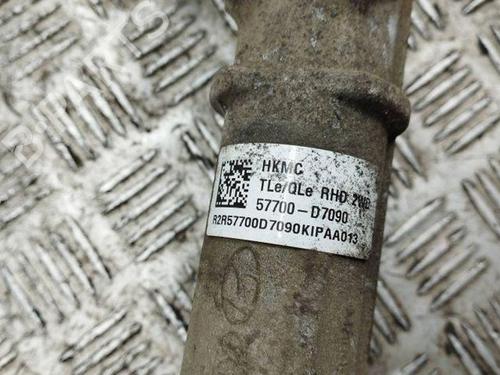 HKMC
TLe/QLe RHD 2WD
57700-D7090
R2R57700D7090KIPAA013